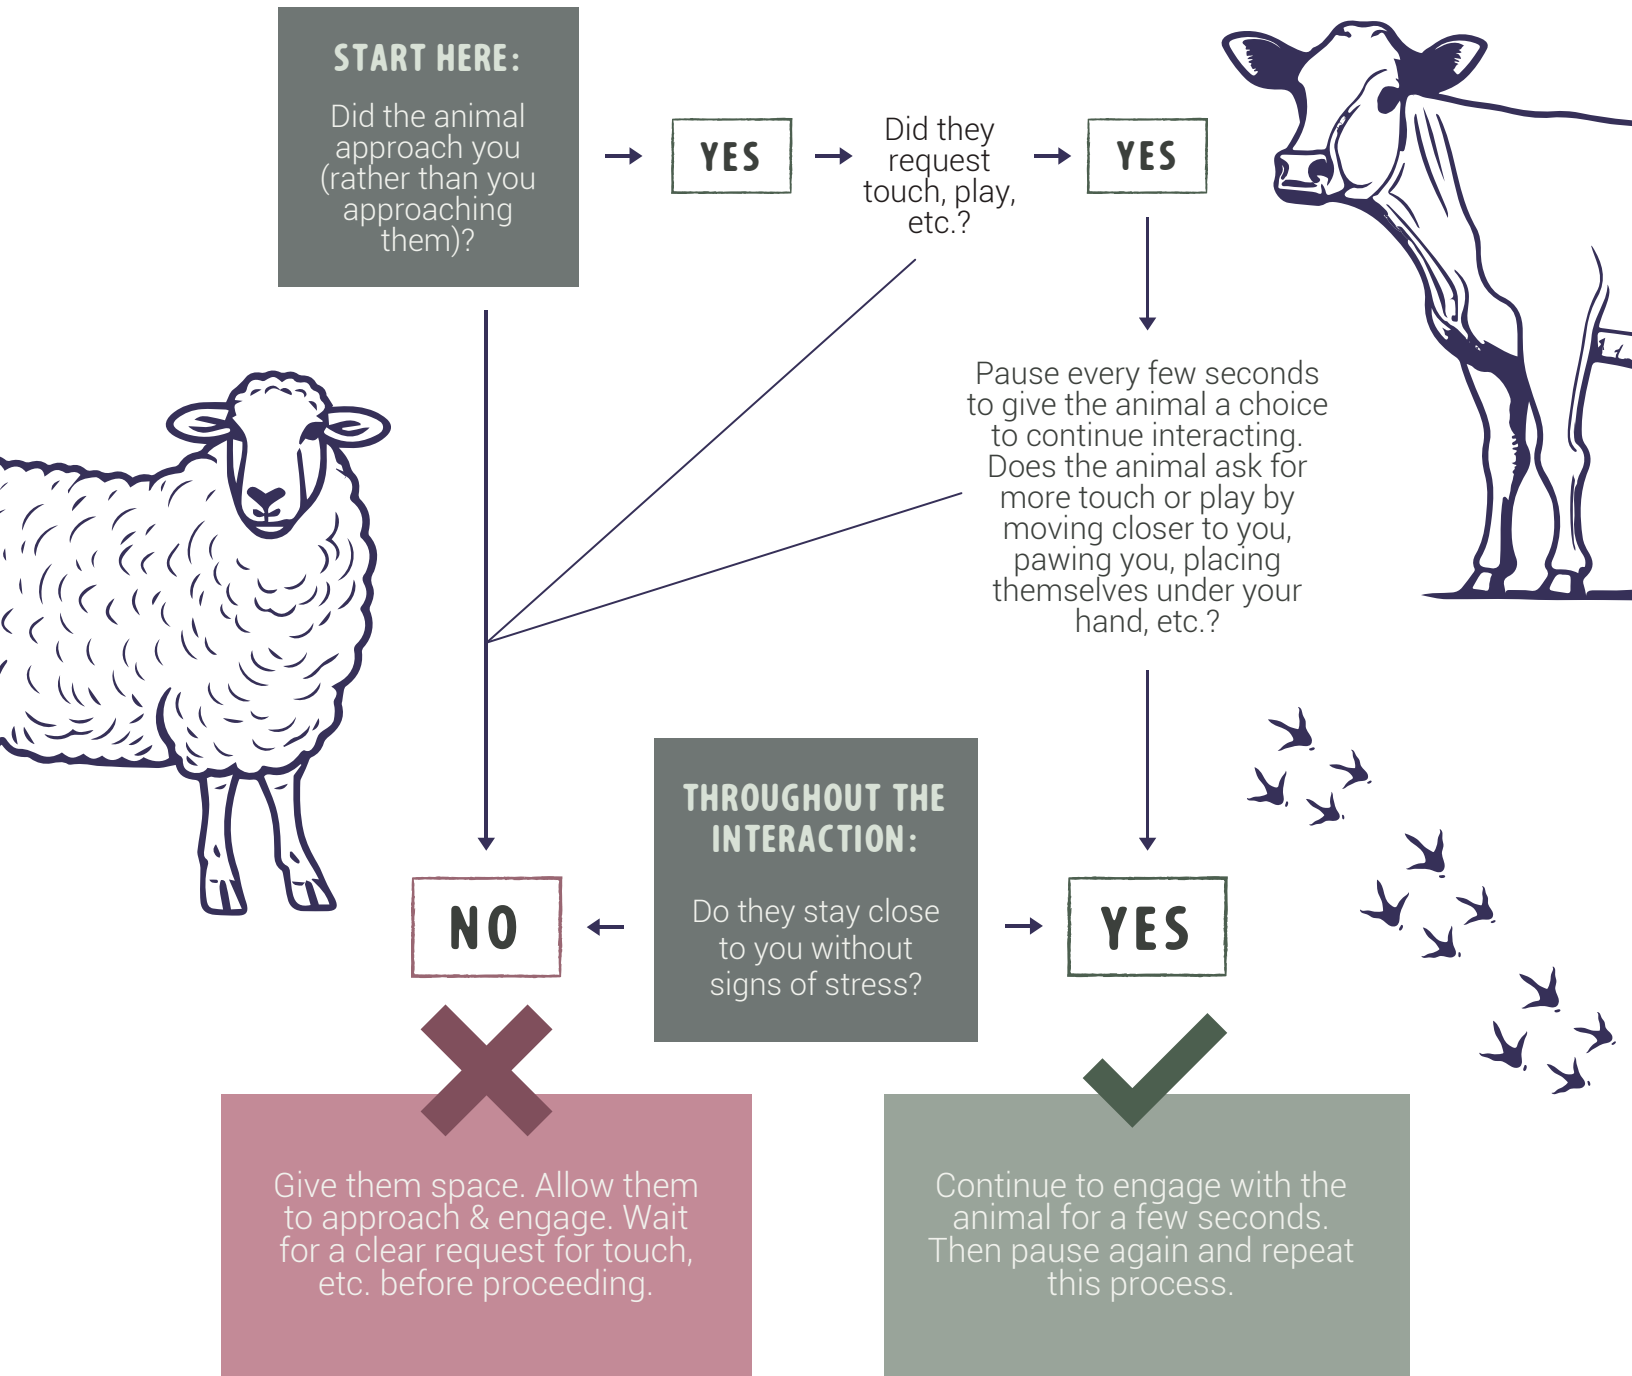 START HERE:
Did the animal
approach you
(rather than you
approaching
them)?
YES
Did they
request
touch, play,
etc.?
YES
Pause every few seconds
to give the animal a choice
to continue interacting.
Does the animal ask for
more touch or play by
moving closer to you,
pawing you, placing
themselves under your
hand, etc.?
THROUGHOUT THE
INTERACTION:
Do they stay close
to you without
signs of stress?
NO
YES
Give them space. Allow them
to approach & engage. Wait
for a clear request for touch,
etc. before proceeding.
Continue to engage with the
animal for a few seconds.
Then pause again and repeat
this process.